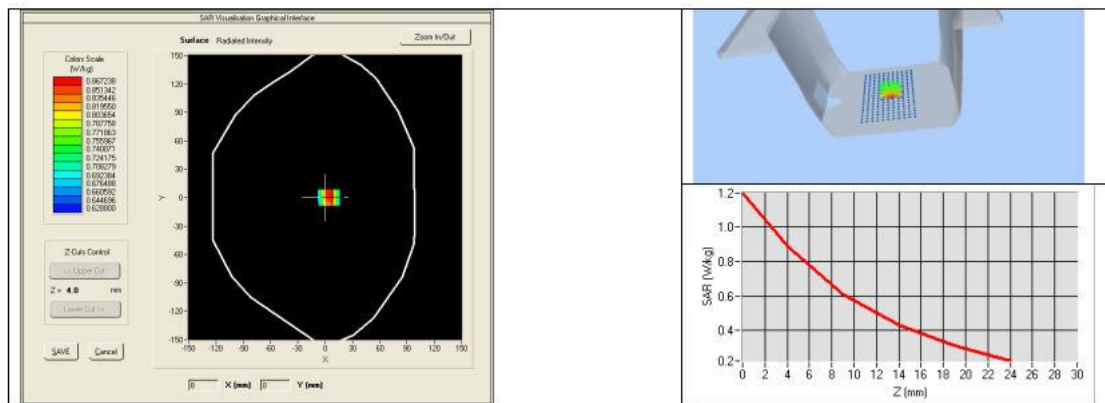 SAR Visualisation Graphical Interface
Surface Radiated Intensity
Zoom In/Out
Colors Scale
(W/kg)
0.867238
0.851342
0.835446
0.819550
0.803654
0.787758
0.771863
0.755967
0.740071
0.724175
0.708279
0.692384
0.676488
0.660592
0.644696
0.628800
150
120
90
60
30
0
-30
-60
-90
-120
-150
Y
-150 -120 -90 -60 -30 0 30 60 90 120 150
X
Z-Cuts Control
<< Upper Cut
Z = 4.0 mm
Lower Cut >>
SAVE Cancel
0 X (mm) 0 Y (mm)
1.2
1.0
0.8
0.6
0.4
0.2
SAR (W/kg)
0 2 4 6 8 10 12 14 16 18 20 22 24 26 28 30
Z (mm)